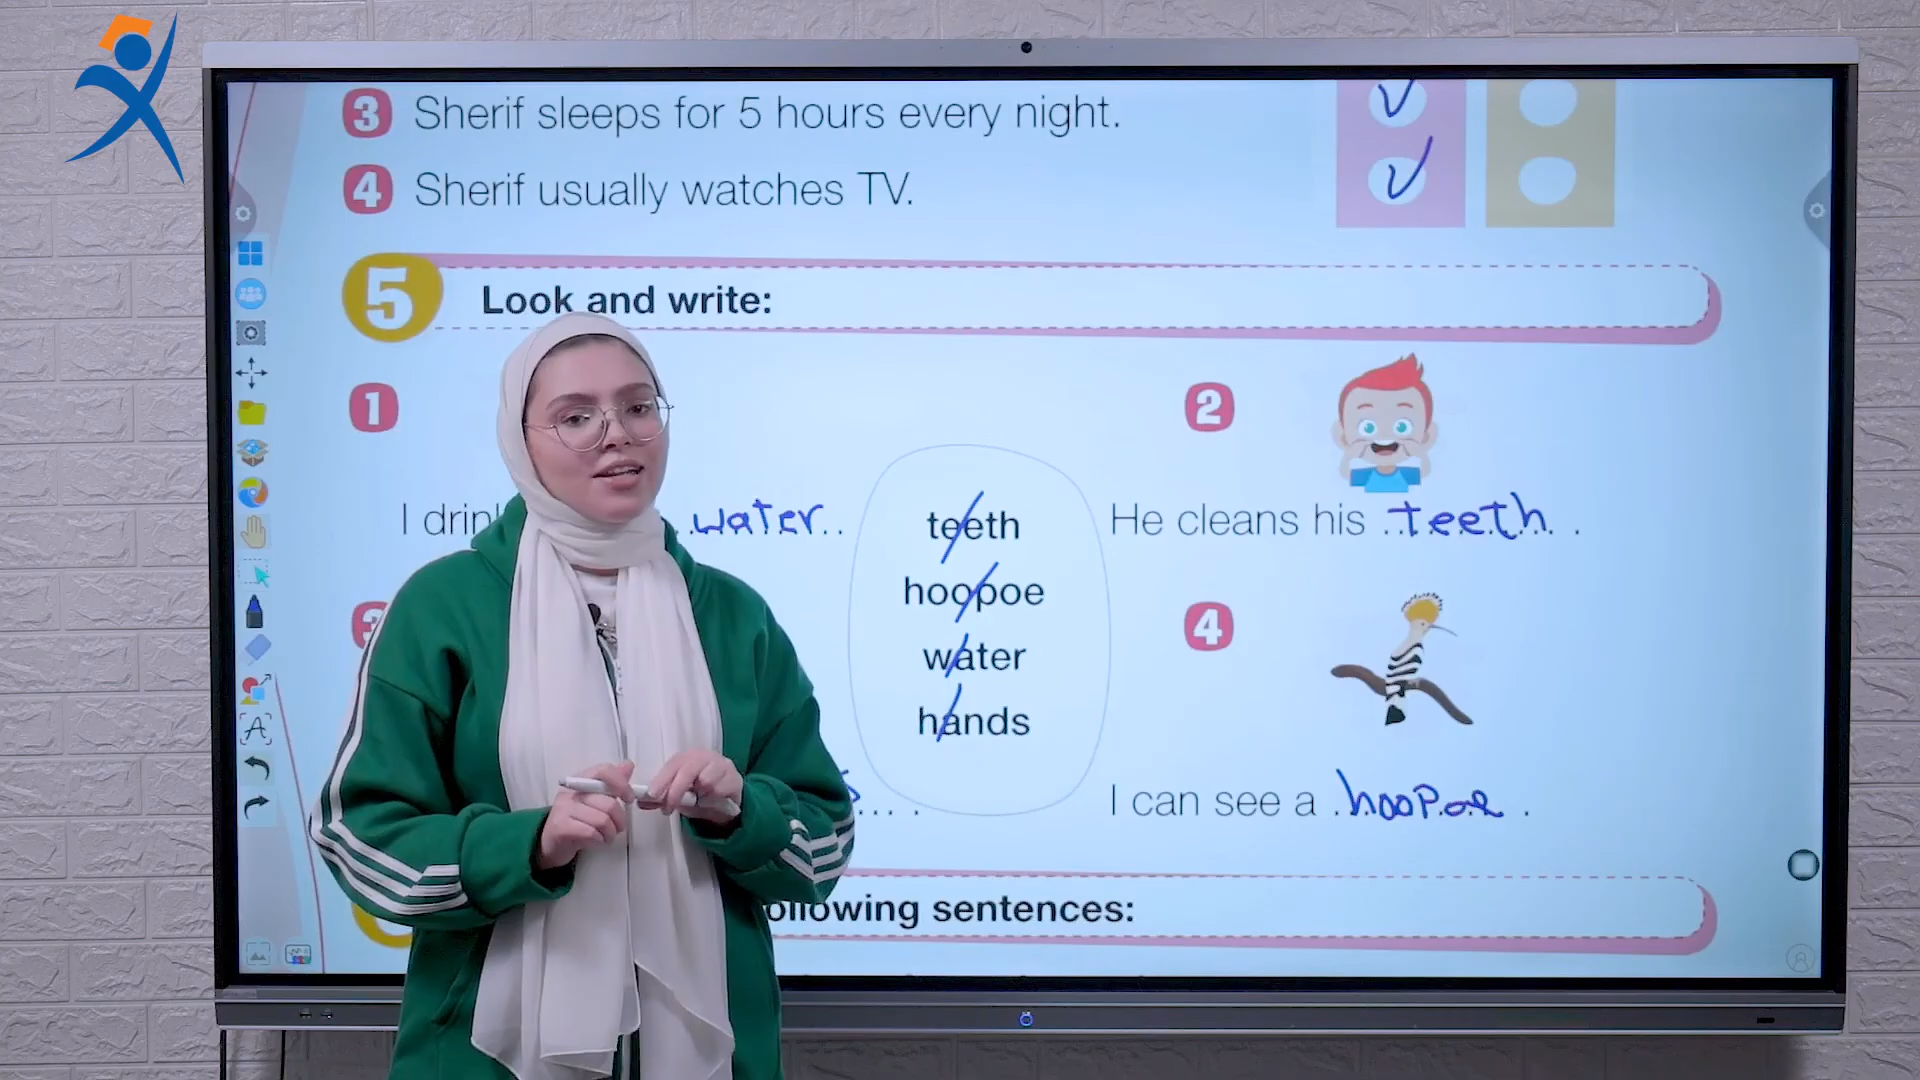 3 Sherif sleeps for 5 hours every night.
4 Sherif usually watches TV.
5 Look and write:
1
2
I drin
water
teeth
He cleans his teeth .
hoopoe
3
4
water
hands
I can see a hoopoe .
ollowing sentences: